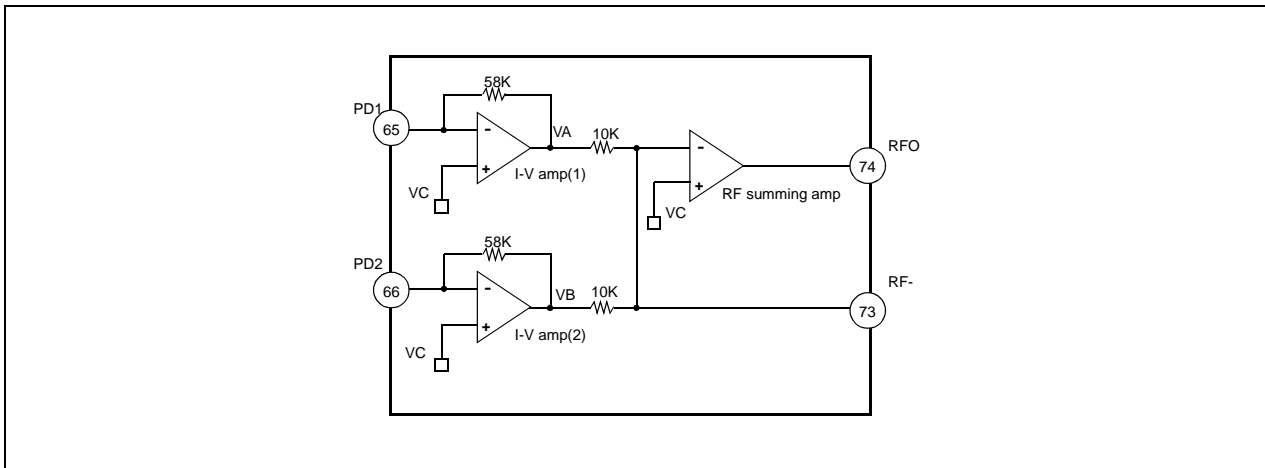 58K
PD1
65
-
+
VA
10K
I-V amp(1)
VC
-
+
RF summing amp
VC
RFO
74
58K
PD2
66
-
+
VB
10K
I-V amp(2)
VC
RF-
73